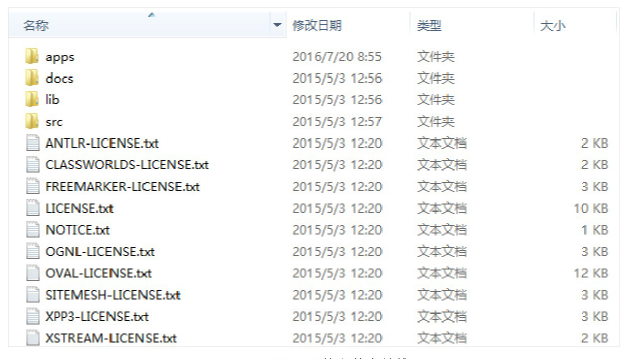 名称 修改日期 类型 大小
apps 2016/7/20 8:55 文件夹
docs 2015/5/3 12:56 文件夹
lib 2015/5/3 12:56 文件夹
src 2015/5/3 12:57 文件夹
ANTLR-LICENSE.txt 2015/5/3 12:20 文本文档 2 KB
CLASSWORLDS-LICENSE.txt 2015/5/3 12:20 文本文档 2 KB
FREEMARKER-LICENSE.txt 2015/5/3 12:20 文本文档 3 KB
LICENSE.txt 2015/5/3 12:20 文本文档 10 KB
NOTICE.txt 2015/5/3 12:20 文本文档 1 KB
OGNL-LICENSE.txt 2015/5/3 12:20 文本文档 3 KB
OVAL-LICENSE.txt 2015/5/3 12:20 文本文档 12 KB
SITEMESH-LICENSE.txt 2015/5/3 12:20 文本文档 3 KB
XPP3-LICENSE.txt 2015/5/3 12:20 文本文档 3 KB
XSTREAM-LICENSE.txt 2015/5/3 12:20 文本文档 2 KB